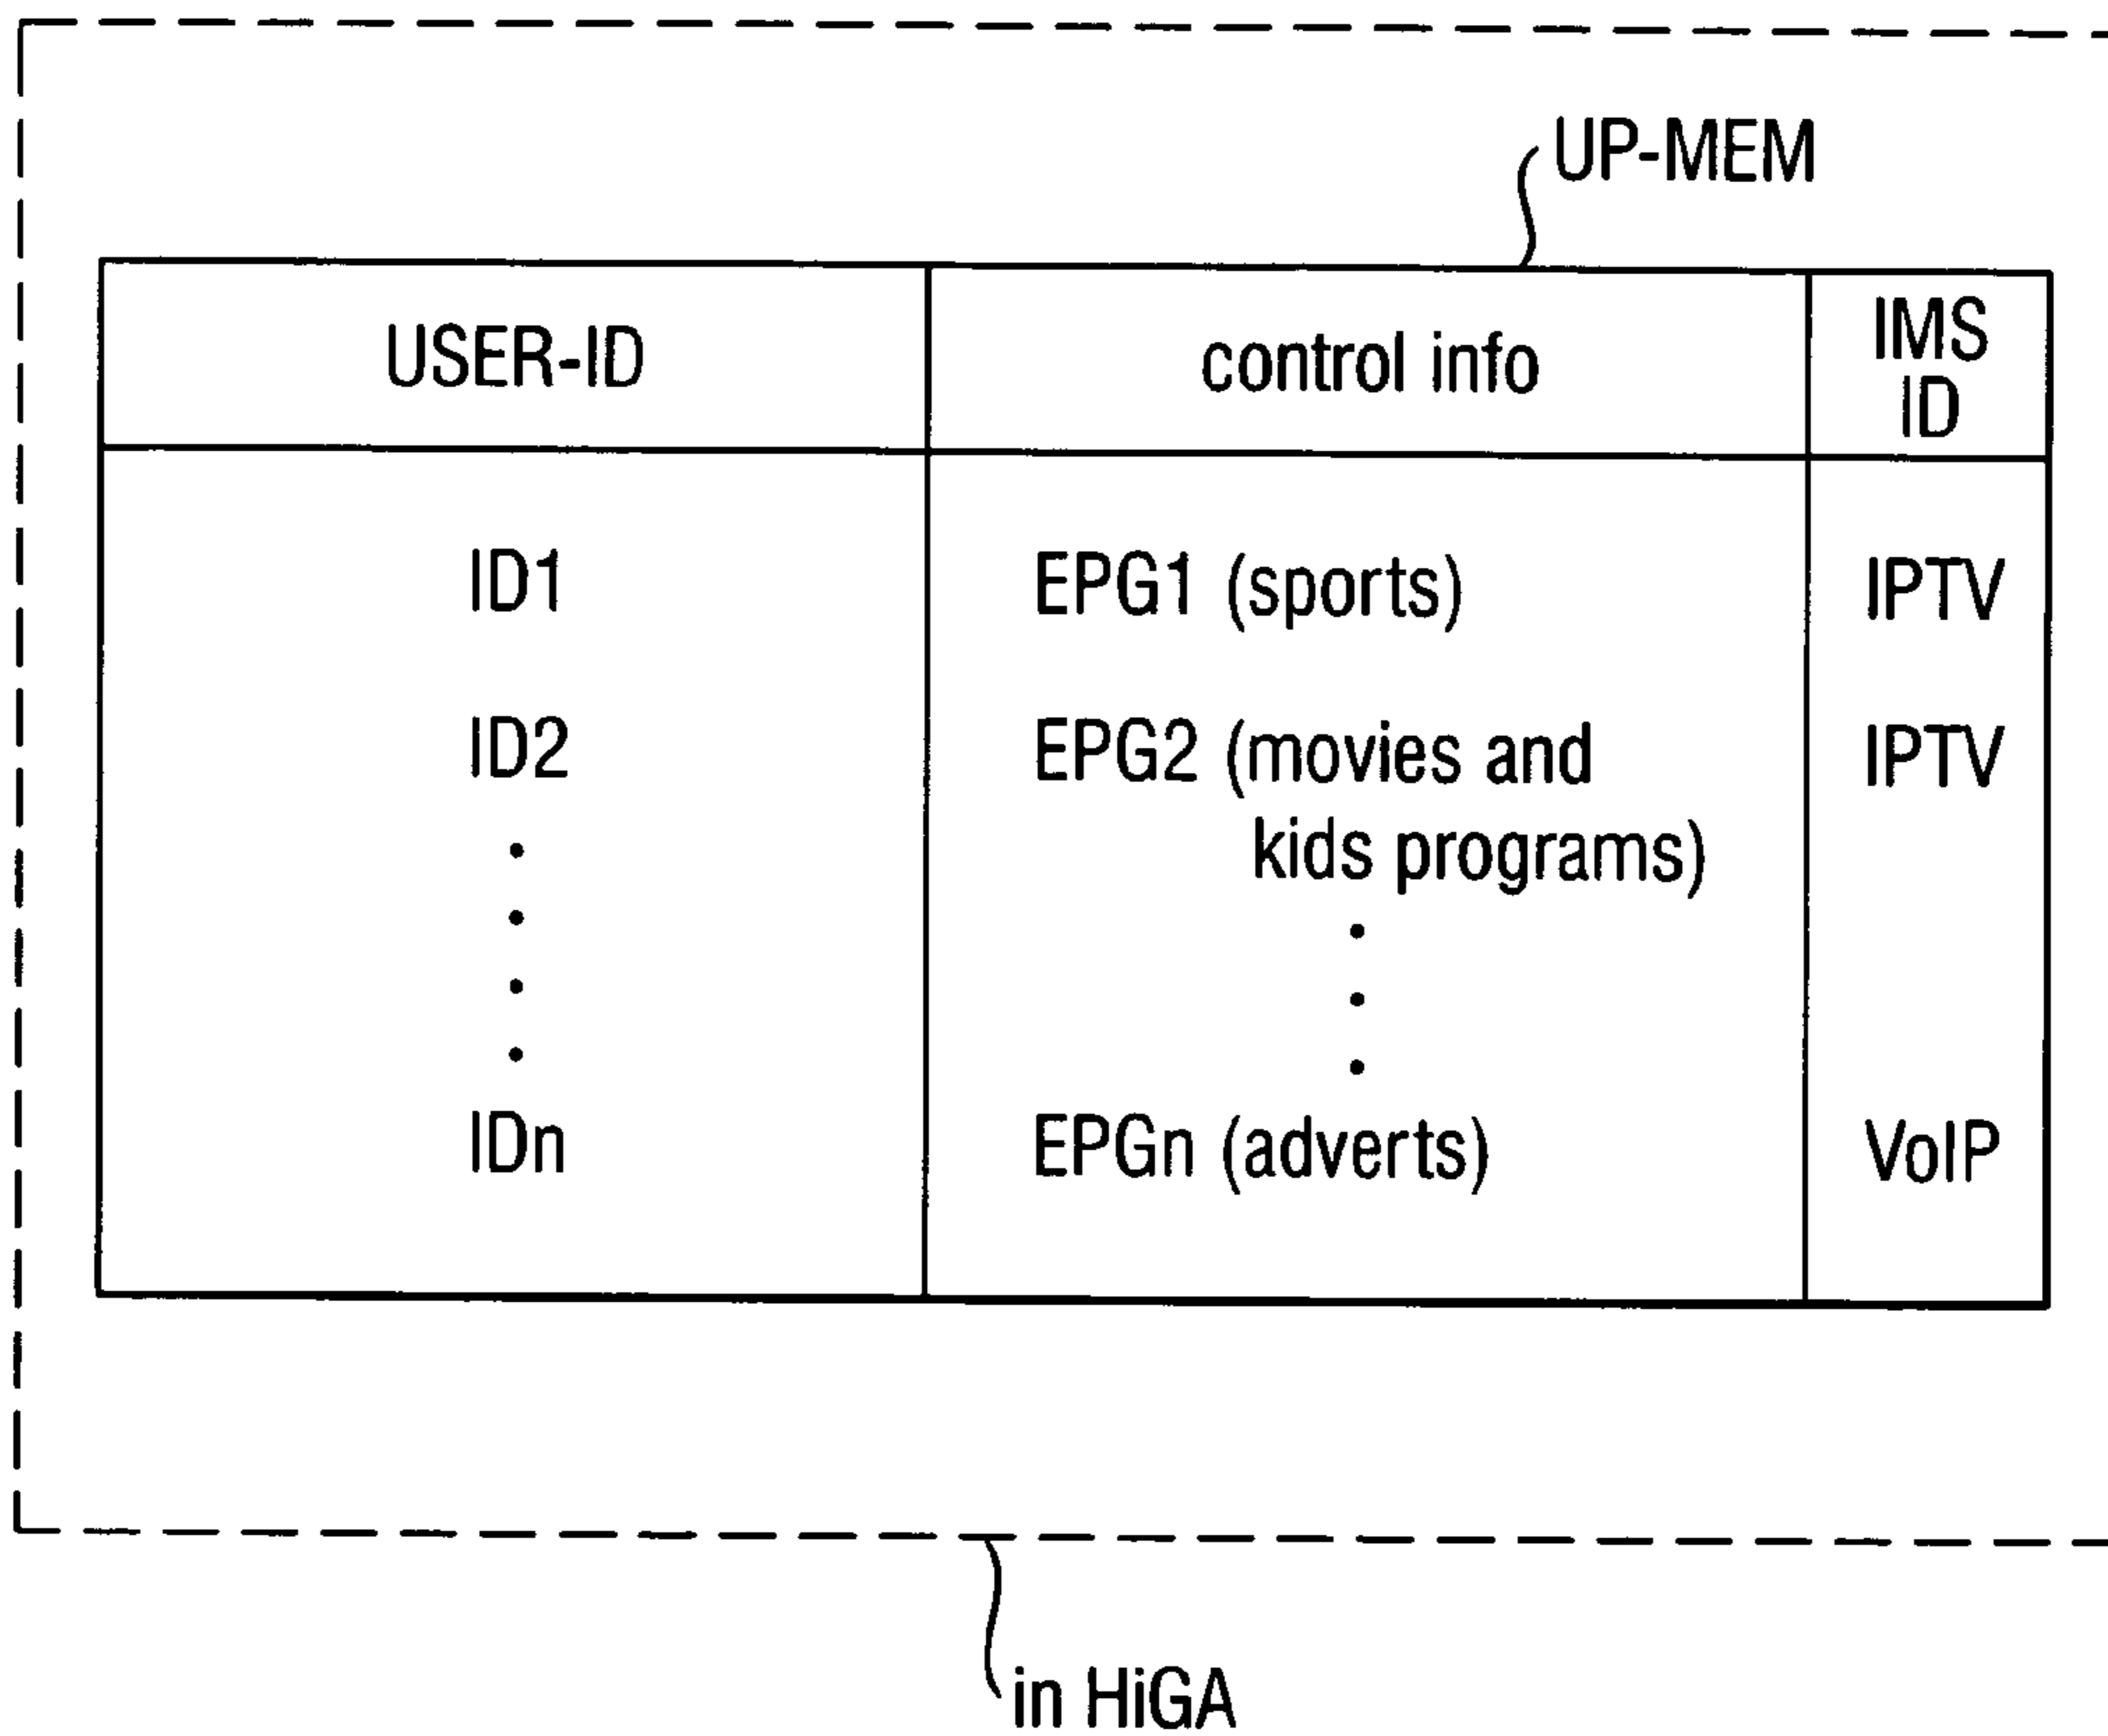 UP-MEM
USER-ID
control info
IMS
ID
ID1
EPG1 (sports)
IPTV
ID2
EPG2 (movies and
kids programs)
IPTV
IDn
EPGn (adverts)
VoIP
in HiGA